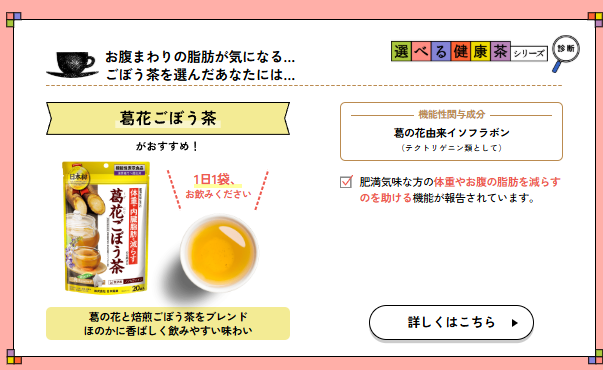 お腹まわりの脂肪が気になる…
ごぼう茶を選んだあなたには…
選べる健康茶シリーズ
診断
葛花ごぼう茶
がおすすめ！
1日1袋、
お飲みください
機能性表示食品
日本初
体重・内臓脂肪を減らす
葛花ごぼう茶
葛の花と焙煎ごぼう茶をブレンド
ほのかに香ばしく飲みやすい味わい
機能性関与成分
葛の花由来イソフラボン
（テクトリゲニン類として）
肥満気味な方の体重やお腹の脂肪を減らす
のを助ける機能が報告されています。
詳しくはこちら